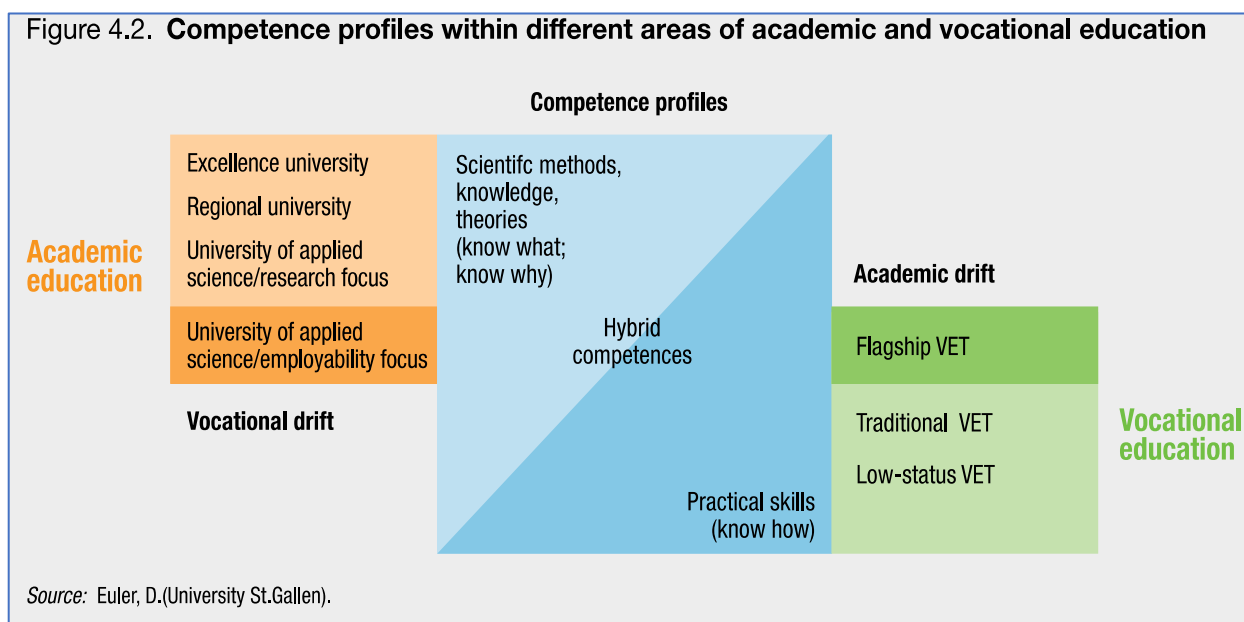 Figure 4.2. Competence profiles within different areas of academic and vocational education
Competence profiles
Academic
education
Excellence university
Regional university
University of applied
science/research focus
University of applied
science/employability focus
Vocational drift
Scientifc methods,
knowledge,
theories
(know what;
know why)
Hybrid
competences
Practical skills
(know how)
Academic drift
Flagship VET
Traditional VET
Low-status VET
Vocational
education
Source: Euler, D.(University St.Gallen).